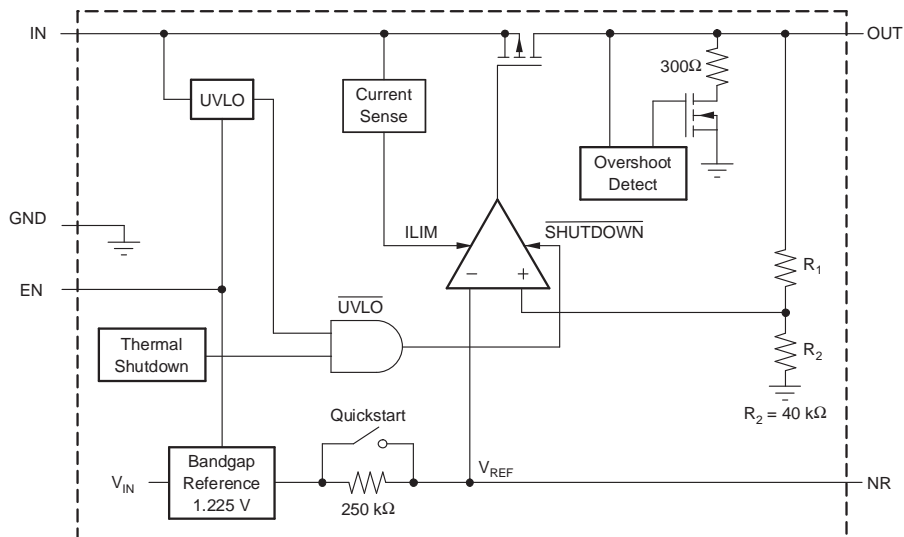 IN
OUT
300Ω
UVLO
Current
Sense
Overshoot
Detect
GND
ILIM
SHUTDOWN
− +
R1
EN
UVLO
Thermal
Shutdown
R2
R2 = 40 kΩ
Quickstart
VIN
Bandgap
Reference
1.225 V
250 kΩ
VREF
NR